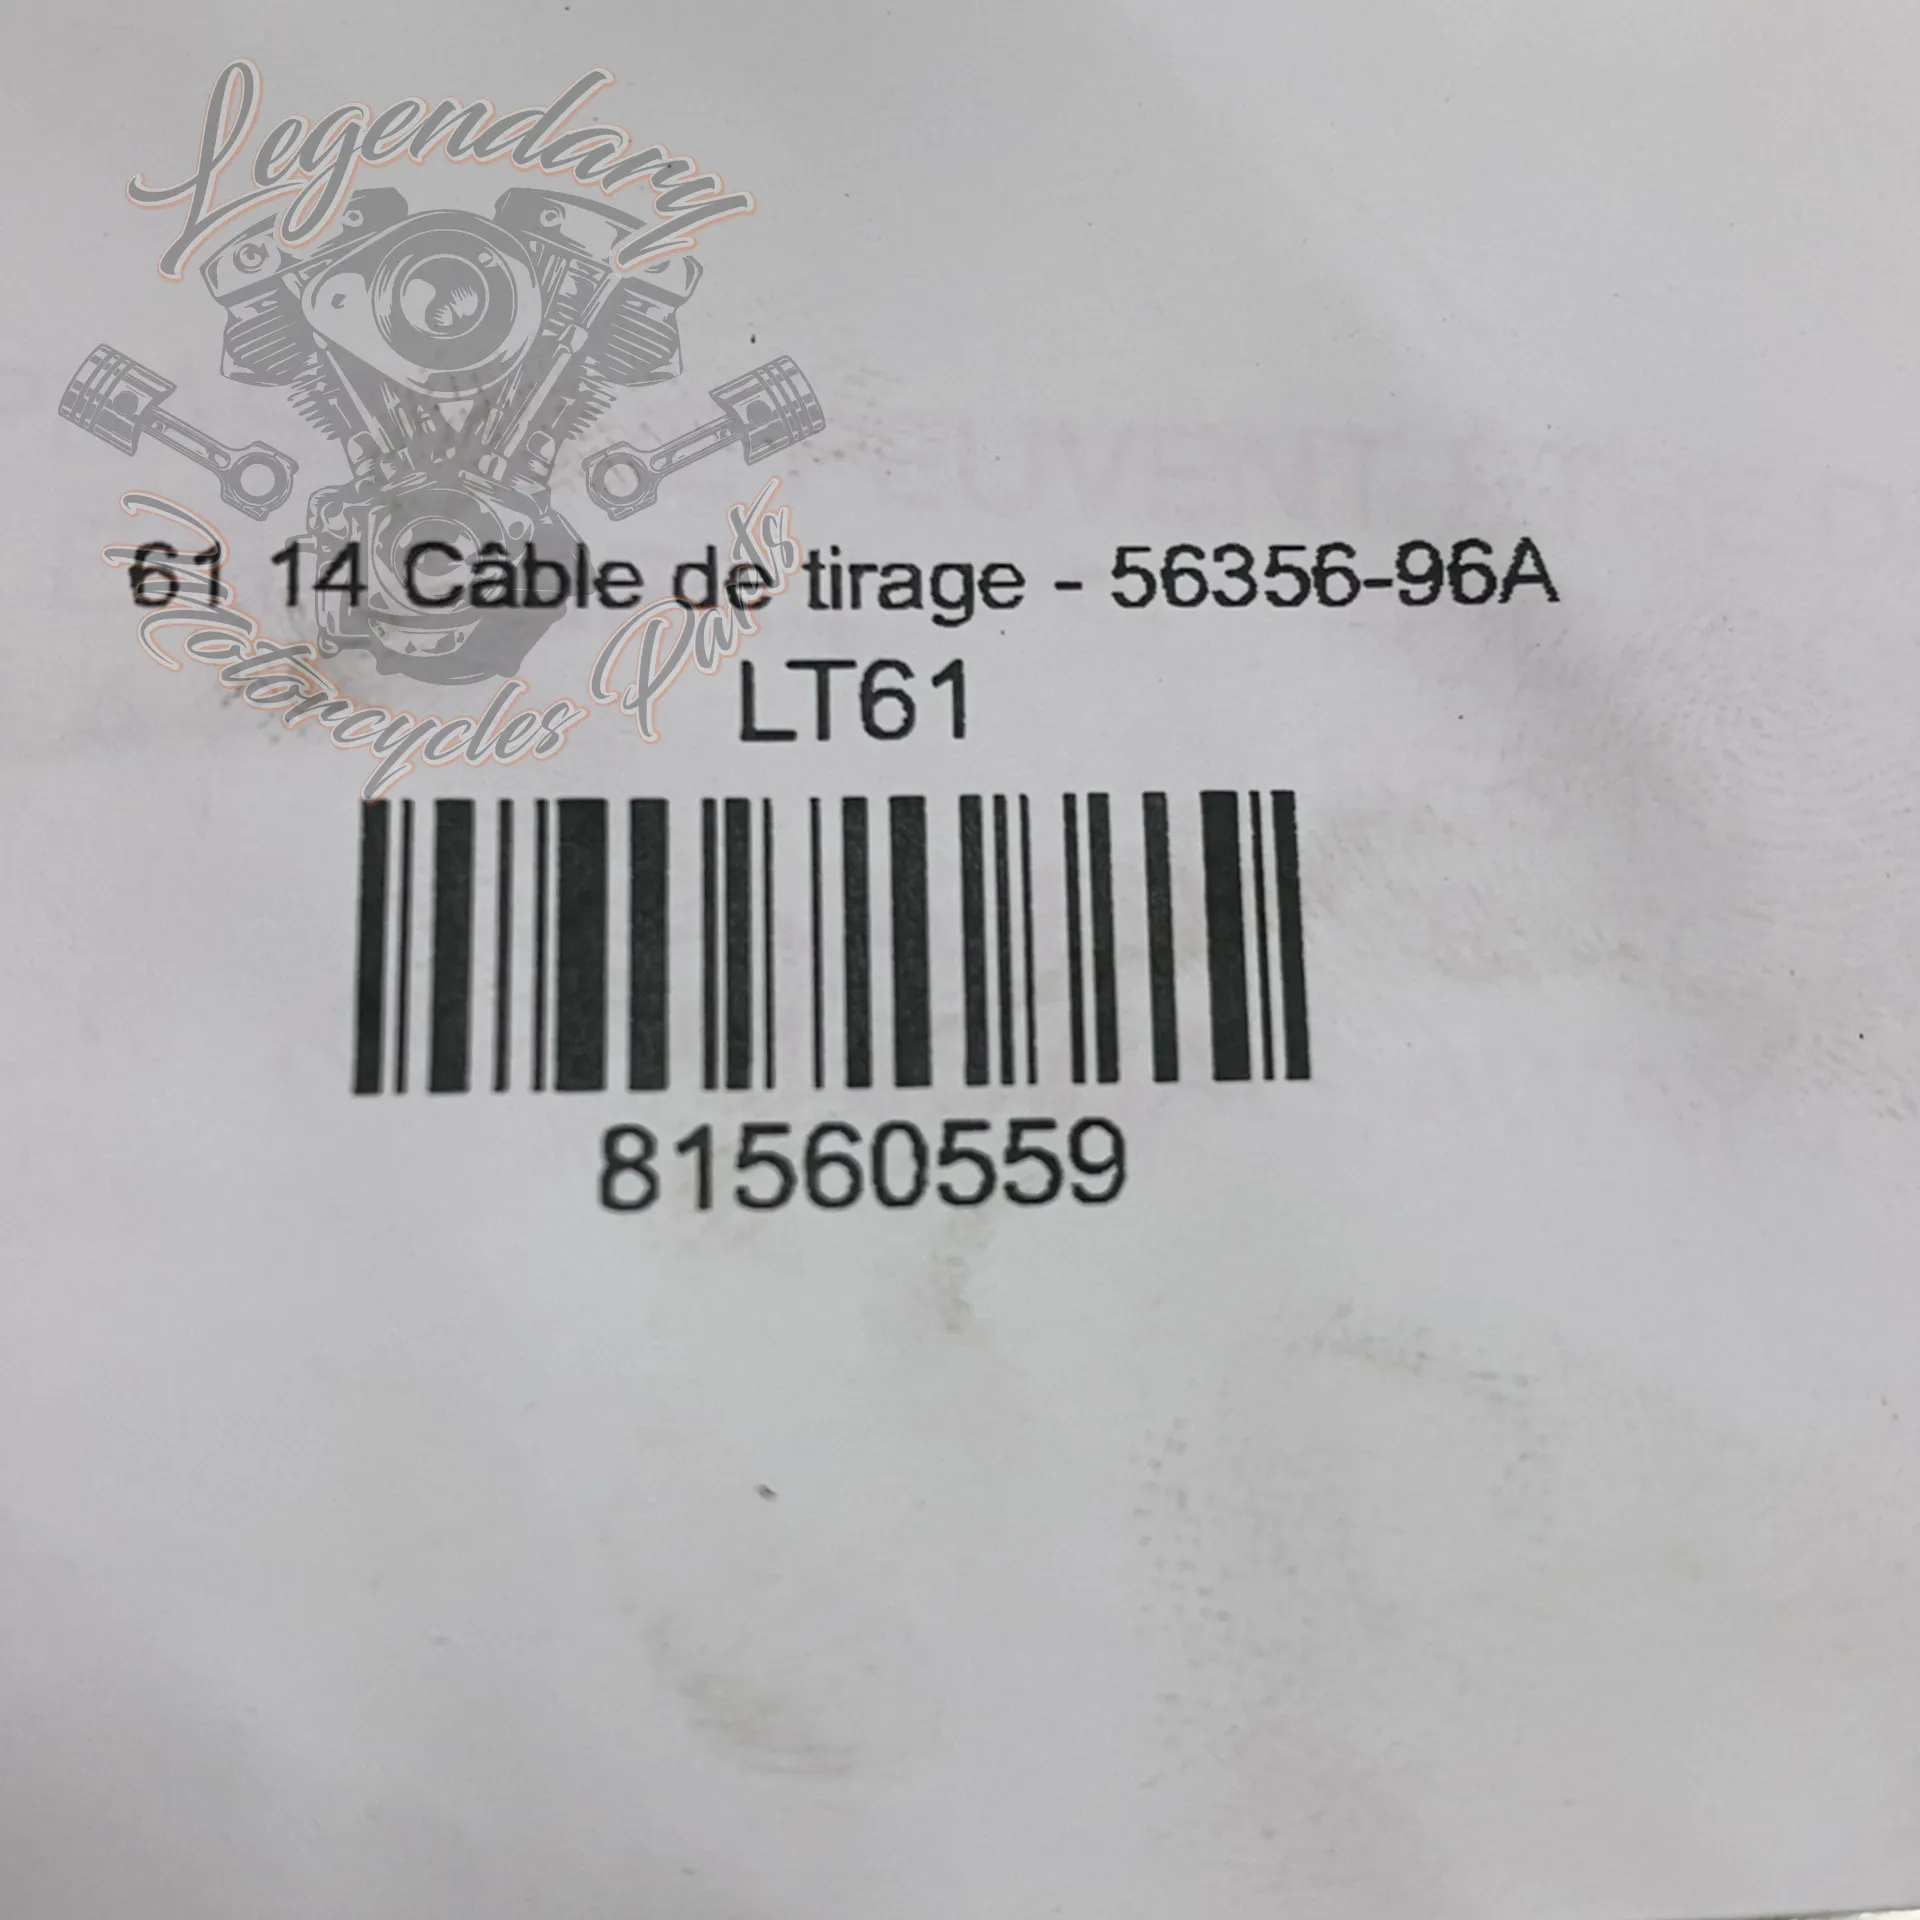 Legendary
Motorcycles Parts
61 14 Câble de tirage - 56356-96A
LT61
81560559